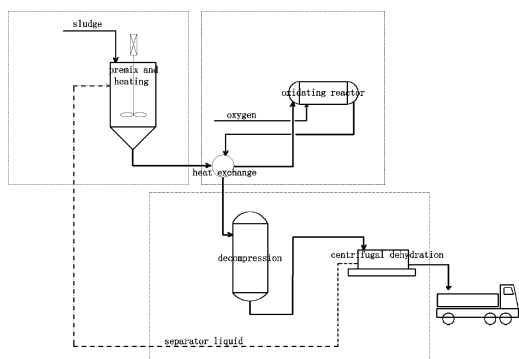 sludge
premix and
heating
oxidating reactor
oxygen
heat exchange
decompression
centrifugal dehydration
separator liquid